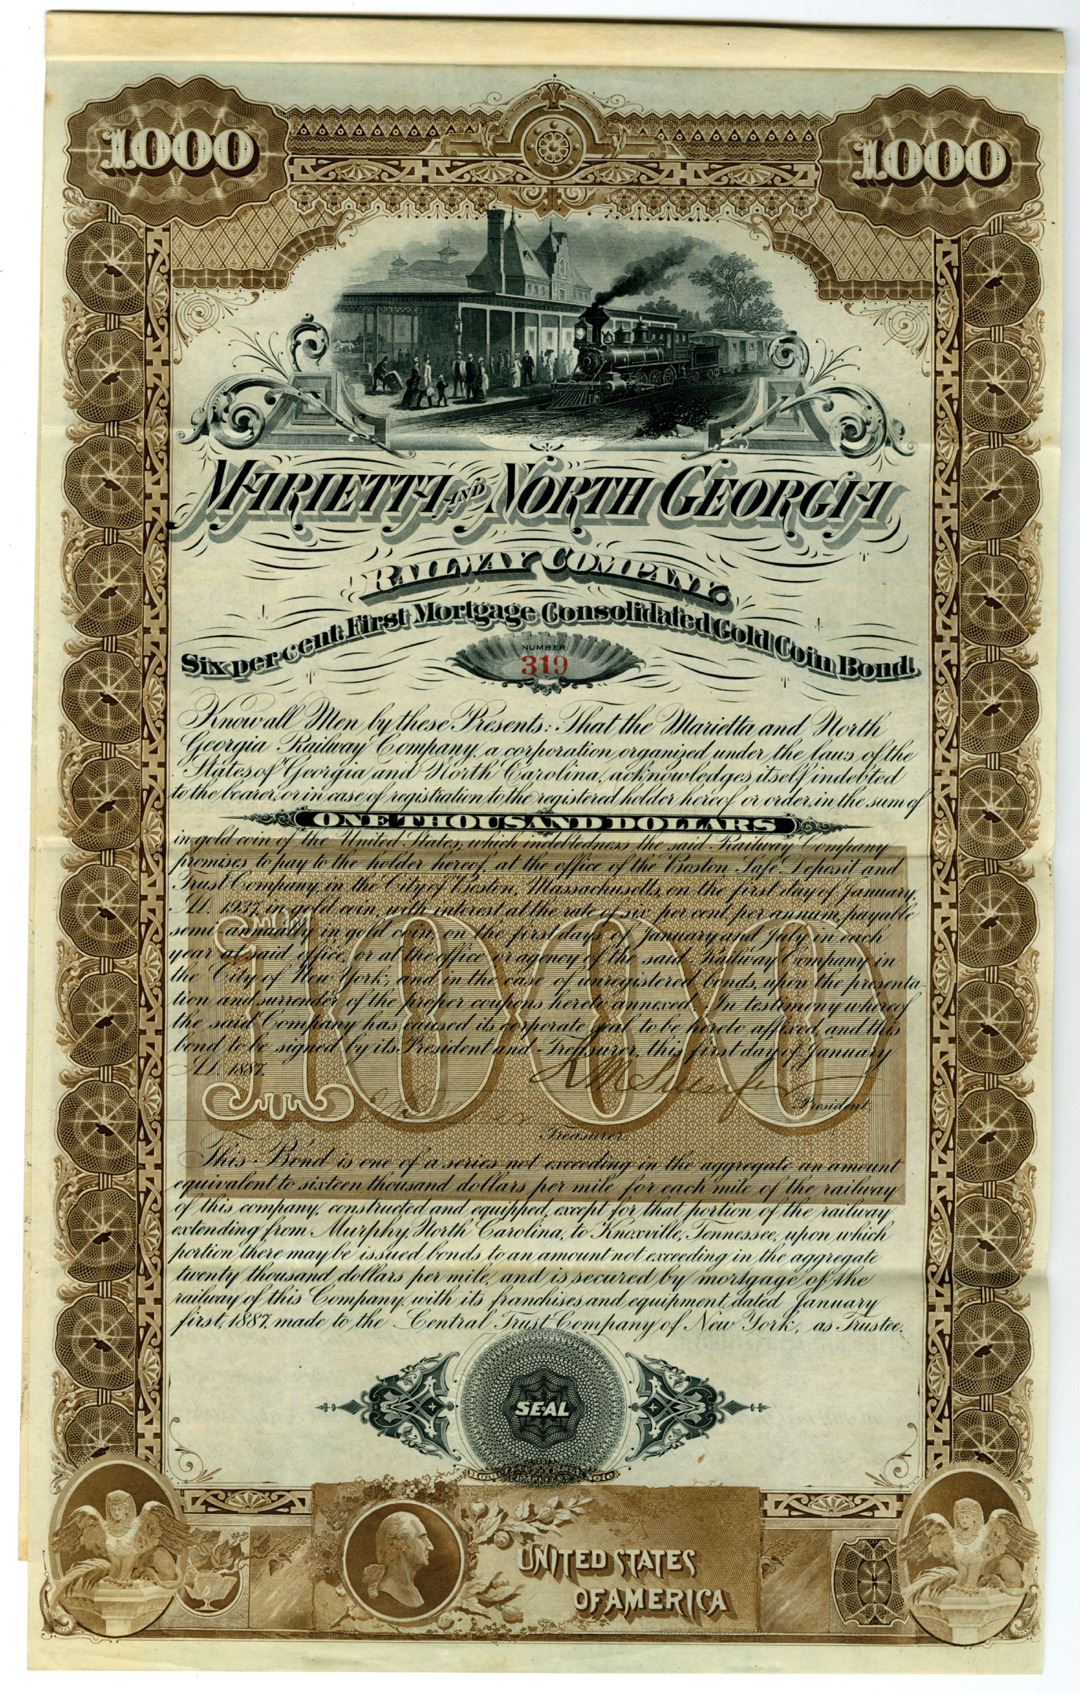 1000 1000
MARIETTA AND NORTH GEORGIA
RAILWAY COMPANY.
Six per cent. First Mortgage Consolidated Gold Coin Bond.
NUMBER
319
Know all Men by these Presents: That the Marietta and North
Georgia Railway Company, a corporation organized under the laws of the
States of Georgia and North Carolina, acknowledges itself indebted
to the bearer, or in case of registration to the registered holder hereof or order, in the sum of
ONE THOUSAND DOLLARS
in gold coin of the United States, which indebtedness the said Railway Company
promises to pay to the holder hereof, at the office of the Boston Safe Deposit and
Trust Company, in the City of Boston, Massachusetts, on the first day of January,
A.D. 1937, in gold coin, with interest at the rate of six per cent. per annum, payable
semi annually in gold coin, on the first days of January and July in each
year at said office, or at the office or agency of the said Railway Company in
the City of New York, and in the case of unregistered bonds, upon the presenta-
tion and surrender of the proper coupons hereto annexed. In testimony whereof
the said Company has caused its corporate seal to be hereto affixed, and this
bond to be signed by its President and Treasurer, this first day of January
A.D. 1887.
1000
President.
Treasurer.
This Bond is one of a series not exceeding in the aggregate an amount
equivalent to sixteen thousand dollars per mile for each mile of the railway
of this company, constructed and equipped, except for that portion of the railway
extending from Murphy, North Carolina, to Knoxville, Tennessee, upon which
portion there may be issued bonds to an amount not exceeding in the aggregate
twenty thousand dollars per mile, and is secured by mortgage of the
railway of this Company, with its franchises and equipment, dated January
first, 1887, made to the Central Trust Company of New York, as Trustee.
SEAL
UNITED STATES
OF AMERICA